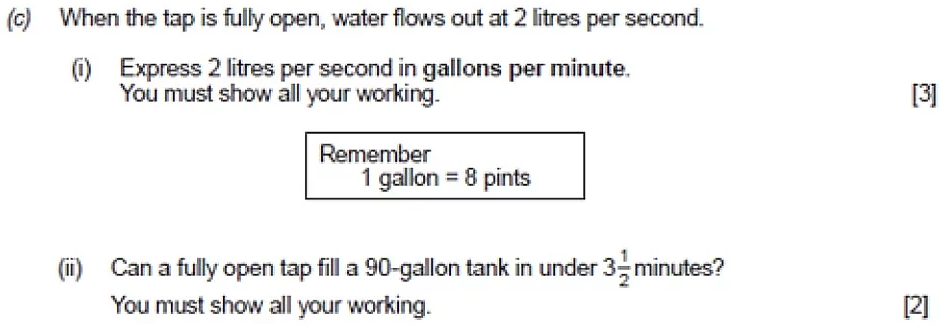 (c) When the tap is fully open, water flows out at 2 litres per second.
(i) Express 2 litres per second in gallons per minute.
You must show all your working. [3]
Remember
1 gallon = 8 pints
(ii) Can a fully open tap fill a 90-gallon tank in under 3 1/2 minutes?
You must show all your working. [2]